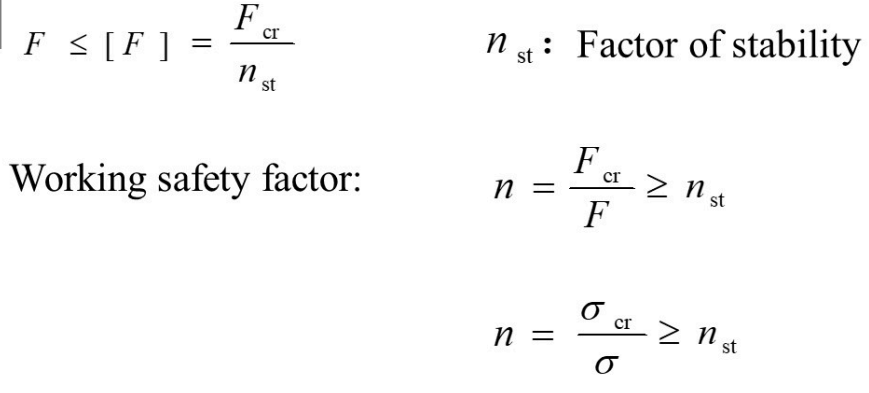 F ≤ [ F ] = F_cr / n_st
n_st : Factor of stability
Working safety factor:
n = F_cr / F ≥ n_st
n = σ_cr / σ ≥ n_st